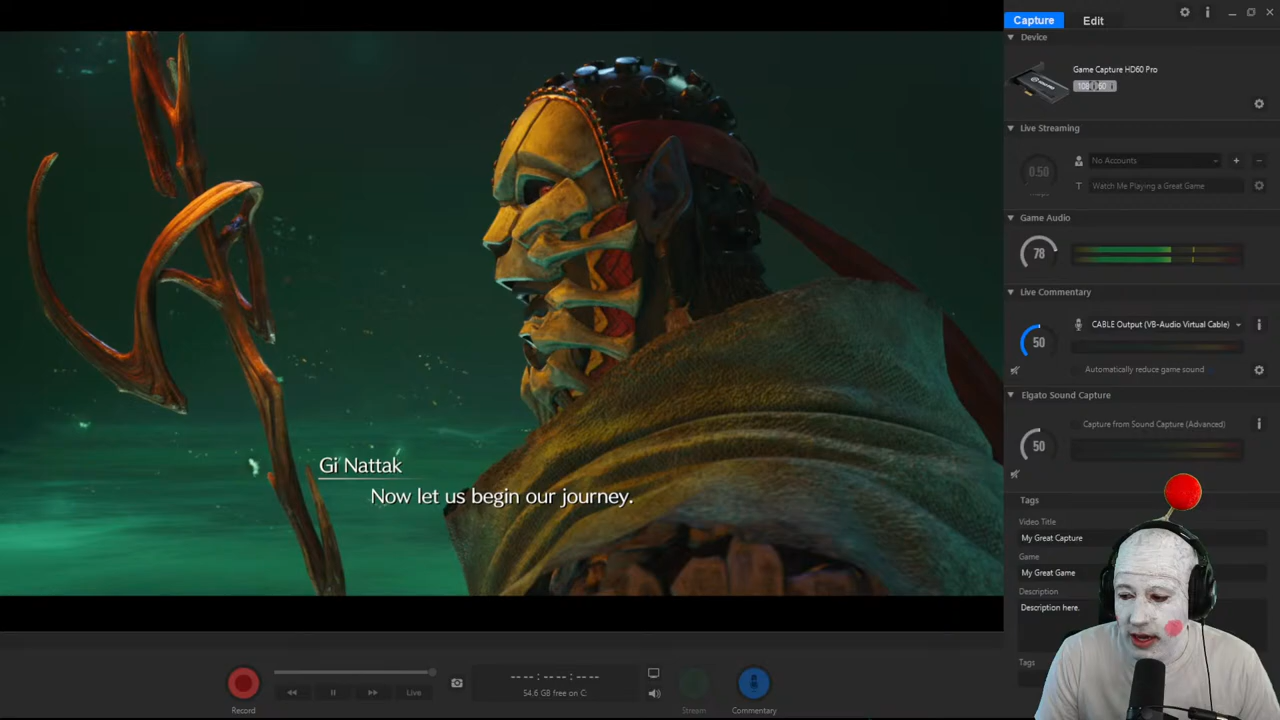 Capture
Edit
Device
Game Capture HD60 Pro
Live Streaming
0.50
No Accounts
Watch Me Playing a Great Game
Game Audio
78
Live Commentary
50
CABLE Output (VB-Audio Virtual Cable)
Automatically reduce game sound
Elgato Sound Capture
50
Capture from Sound Capture (Advanced)
Tags
Video Title
My Great Capture
Game
My Great Game
Description
Description here.
Tags
Gi Nattak
Now let us begin our journey.
Record
Live
---- : ---- : ----
54.6 GB free on C:
Stream
Commentary